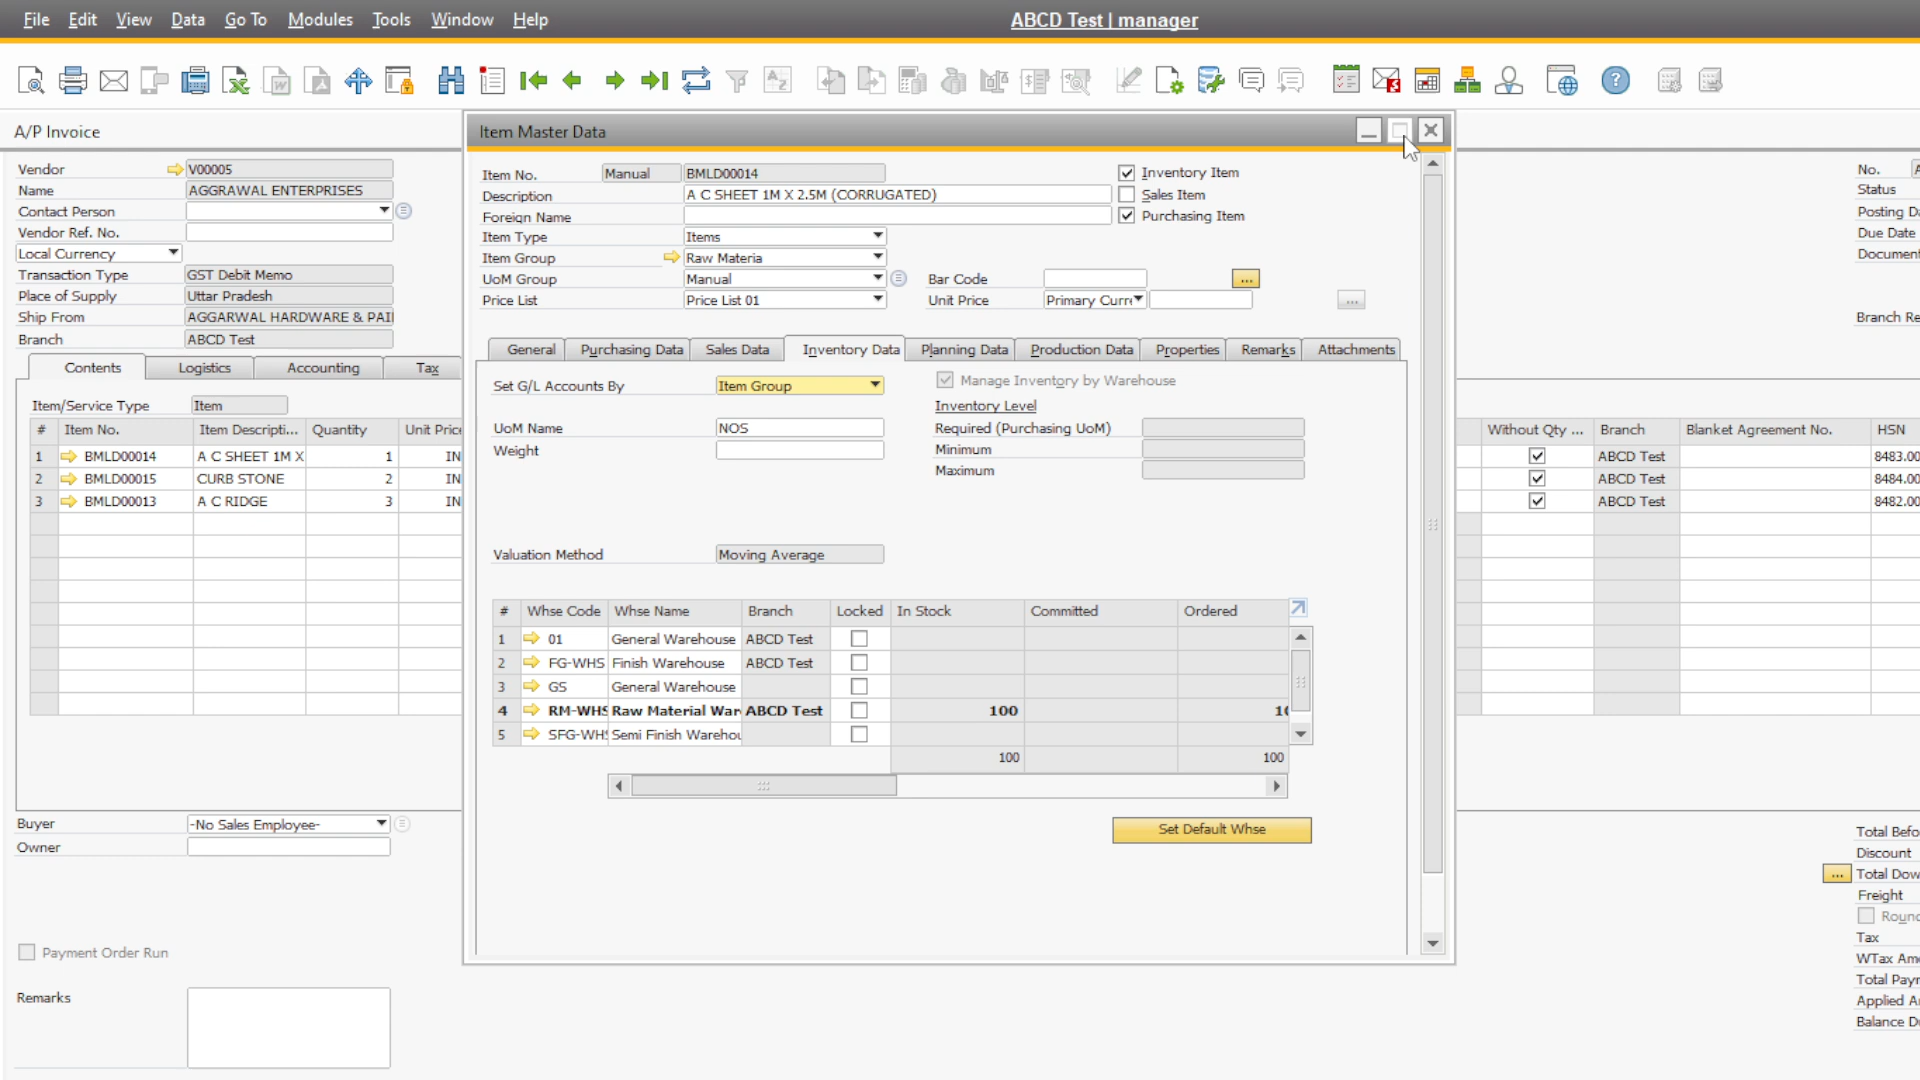 File Edit View Data Go To Modules Tools Window Help
ABCD Test | manager
A/P Invoice
Vendor V00005
Name AGGRAWAL ENTERPRISES
Contact Person
Vendor Ref. No.
Local Currency
Transaction Type GST Debit Memo
Place of Supply Uttar Pradesh
Ship From AGGARWAL HARDWARE & PAI
Branch ABCD Test
Contents Logistics Accounting Tax
Item/Service Type Item
# Item No. Item Descripti... Quantity Unit Price
1 BMLD00014 A C SHEET 1M X 1 IN
2 BMLD00015 CURB STONE 2 IN
3 BMLD00013 A C RIDGE 3 IN
Buyer -No Sales Employee-
Owner
Payment Order Run
Remarks
Item Master Data
Item No. Manual BMLD00014
Description A C SHEET 1M X 2.5M (CORRUGATED)
Foreign Name
Item Type Items
Item Group Raw Materia
UoM Group Manual
Price List Price List 01
Inventory Item
Sales Item
Purchasing Item
Bar Code ...
Unit Price Primary Curr ...
General Purchasing Data Sales Data Inventory Data Planning Data Production Data Properties Remarks Attachments
Set G/L Accounts By Item Group
UoM Name NOS
Weight
Manage Inventory by Warehouse
Inventory Level
Required (Purchasing UoM)
Minimum
Maximum
Valuation Method Moving Average
# Whse Code Whse Name Branch Locked In Stock Committed Ordered
1 01 General Warehouse ABCD Test
2 FG-WHS Finish Warehouse ABCD Test
3 GS General Warehouse
4 RM-WHS Raw Material War ABCD Test 100 10
5 SFG-WHS Semi Finish Warehou
100 100
Set Default Whse
No.
Status
Posting Da
Due Date
Document
Branch Re
Without Qty ... Branch Blanket Agreement No. HSN
ABCD Test 8483.00
ABCD Test 8484.00
ABCD Test 8482.00
Total Befo
Discount
... Total Dow
Freight
Round
Tax
WTax Amo
Total Paym
Applied A
Balance D